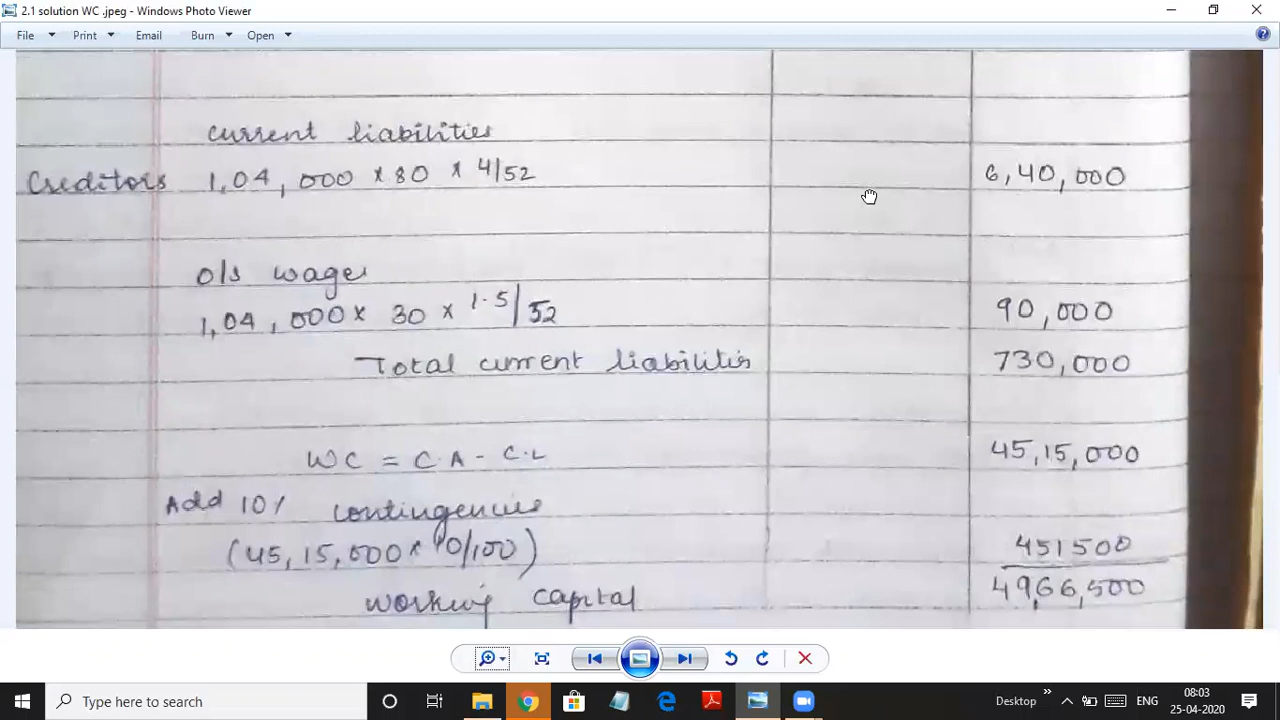 2.1 solution WC .jpeg - Windows Photo Viewer
File Print Email Burn Open
current liabilities
Creditors 1,04,000 × 80 × 4/52 6,40,000
o/s wages
1,04,000 × 30 × 1.5/52 90,000
Total current liabilities 730,000
WC = C.A - C.L 45,15,000
Add 10% contingencies
(45,15,000 × 10/100) 451500
working capital 4966,500
Type here to search
Desktop
ENG
08:03
25-04-2020